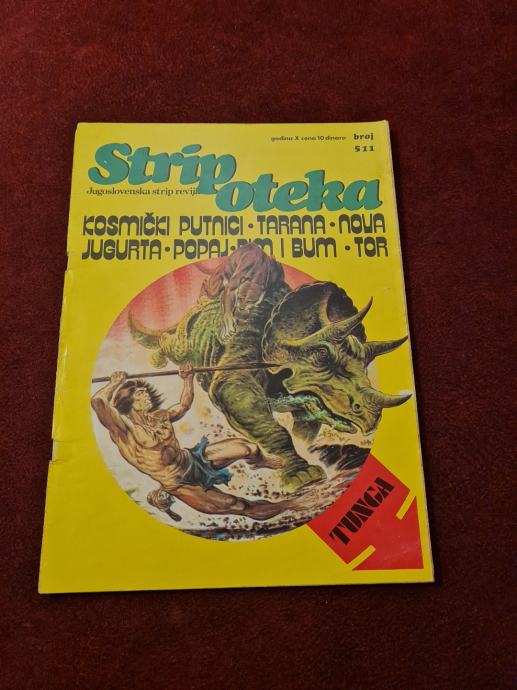 godina X cena 10 dinara broj
511
Strip
oteka
Jugoslovenska strip revija
KOSMIČKI PUTNICI • TARANA • NOVA
JUGURTA • POPAJ • BIM I BUM • TOR
TUNGA